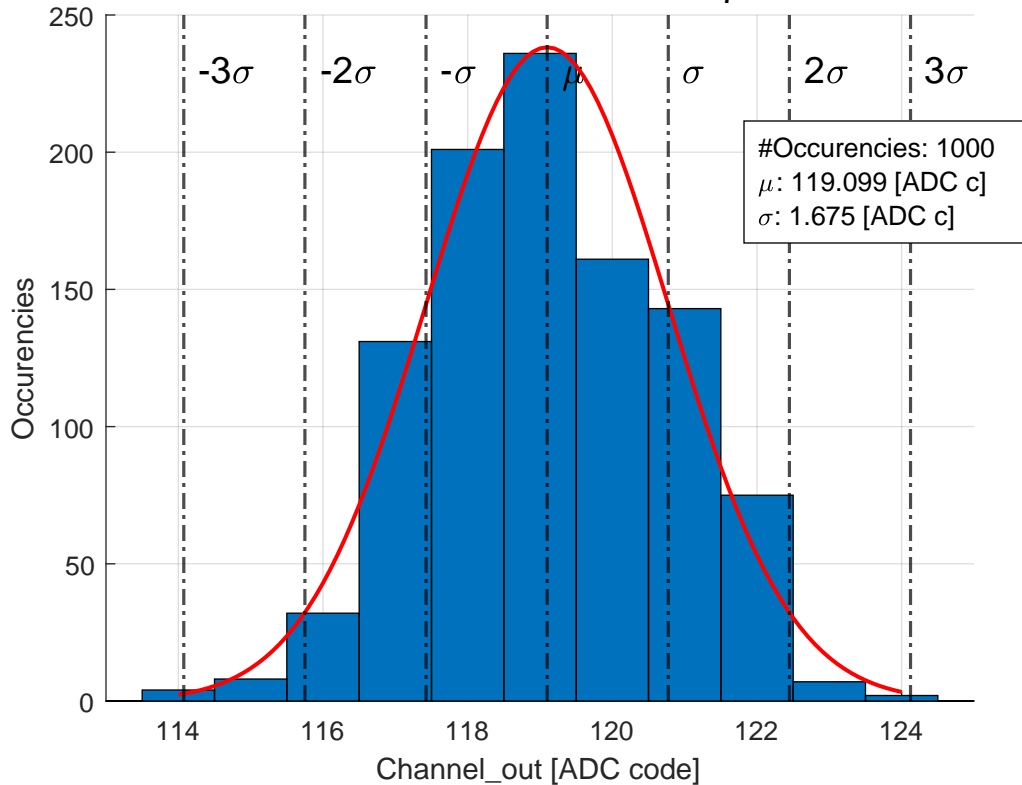 250
-3σ -2σ -σ μ σ 2σ 3σ
#Occurencies: 1000
μ: 119.099 [ADC c]
σ: 1.675 [ADC c]
200
150
100
50
0
Occurencies
114 116 118 120 122 124
Channel_out [ADC code]